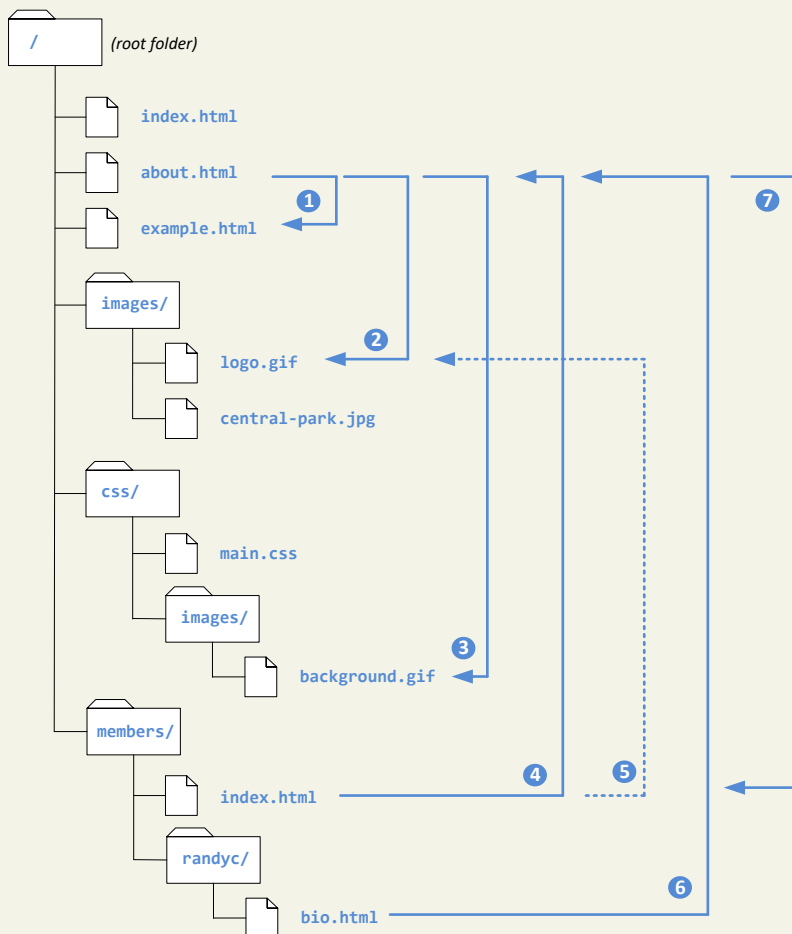 / (root folder)
index.html
about.html
7
1
example.html
images/
2
logo.gif
central-park.jpg
css/
main.css
images/
3
background.gif
members/
4
5
index.html
randyc/
6
bio.html